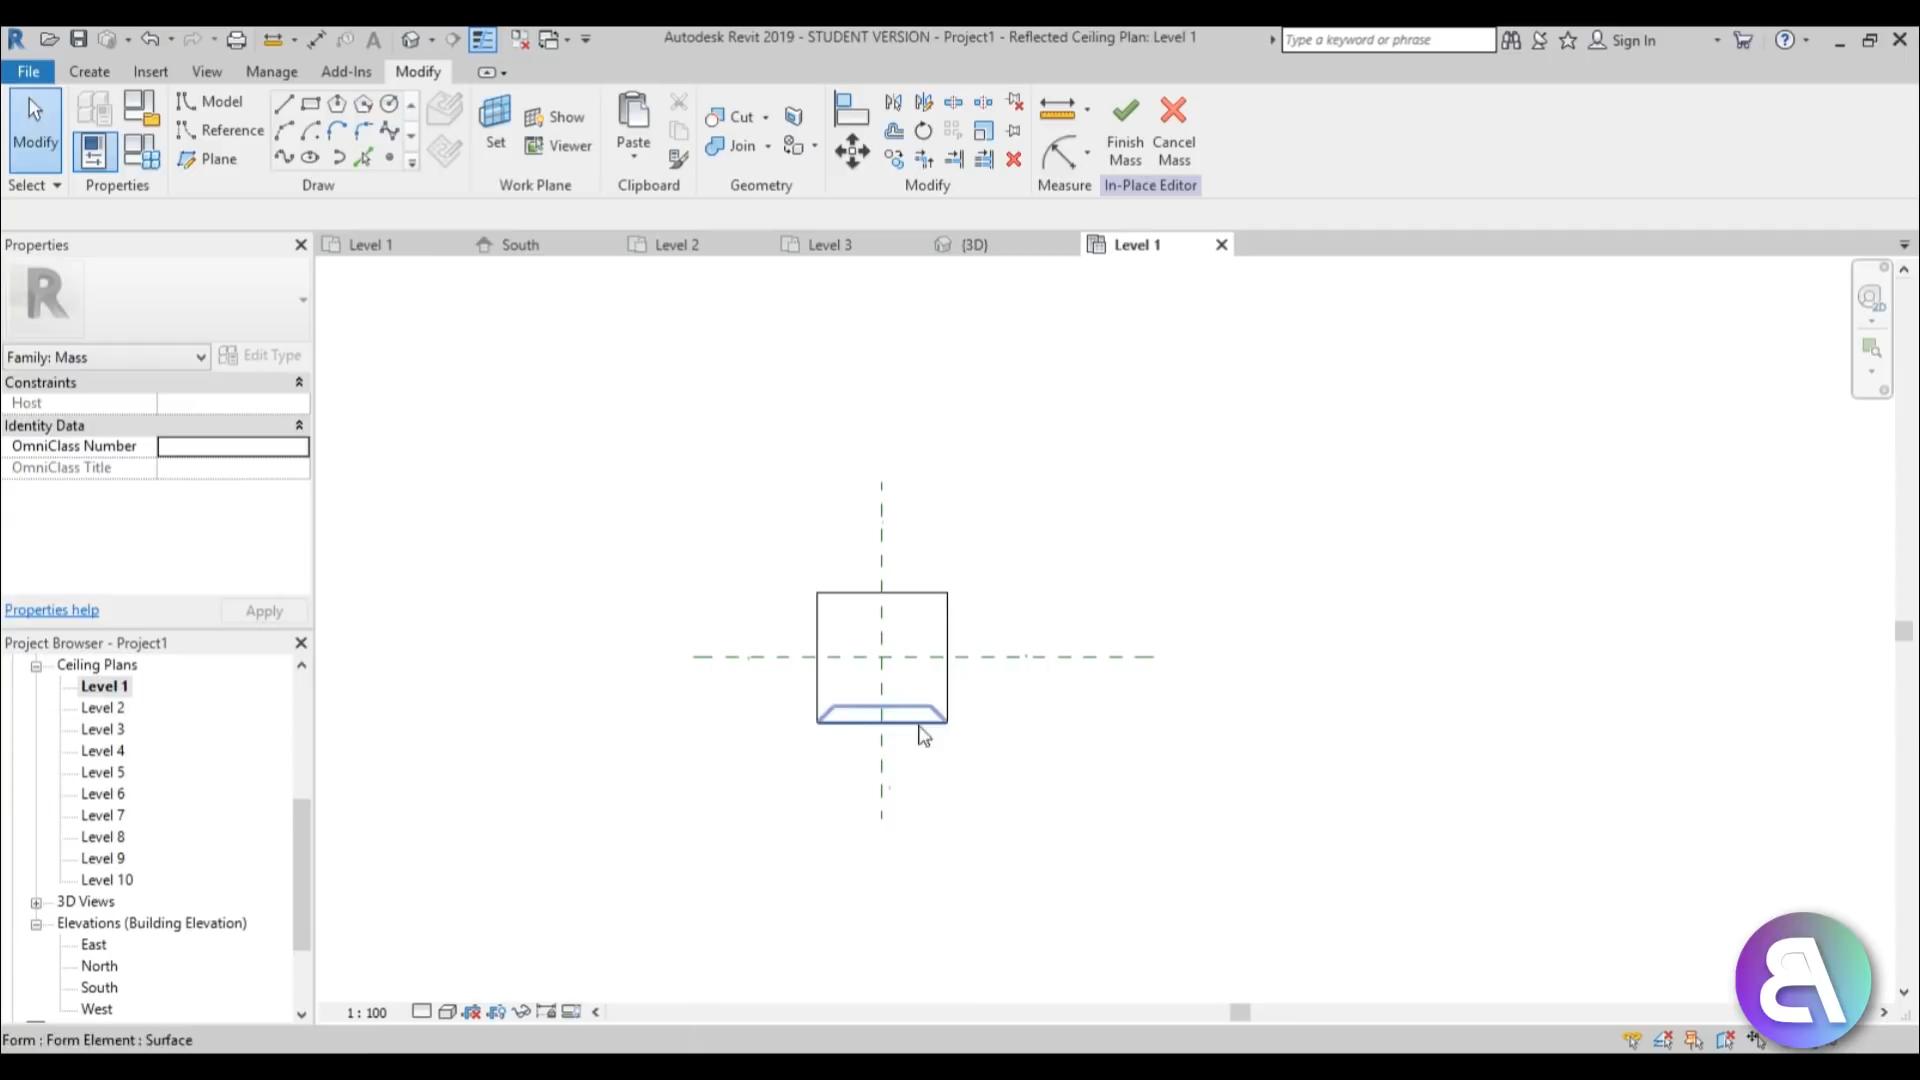 Autodesk Revit 2019 - STUDENT VERSION - Project1 - Reflected Ceiling Plan: Level 1
Type a keyword or phrase
Sign In
File
Create
Insert
View
Manage
Add-Ins
Modify
Modify
Model
Reference
Plane
Set
Show
Viewer
Paste
Cut
Join
Finish Mass
Cancel Mass
Select
Properties
Draw
Work Plane
Clipboard
Geometry
Modify
Measure
In-Place Editor
Properties
Level 1
South
Level 2
Level 3
{3D}
Level 1
2D
R
Family: Mass
Edit Type
Constraints
Host
Identity Data
OmniClass Number
OmniClass Title
Properties help
Apply
Project Browser - Project1
Ceiling Plans
Level 1
Level 2
Level 3
Level 4
Level 5
Level 6
Level 7
Level 8
Level 9
Level 10
3D Views
Elevations (Building Elevation)
East
North
South
West
1 : 100
Form : Form Element : Surface